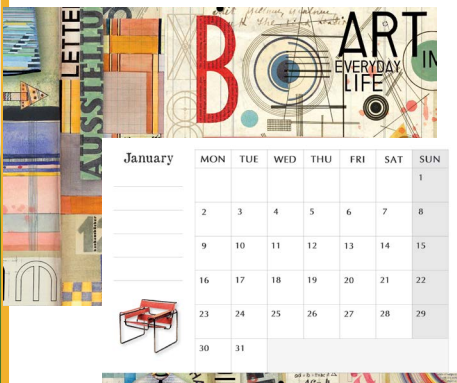 LETTE
AUSSTELLU
B
ART
IN
EVERYDAY
LIFE
January
MON TUE WED THU FRI SAT SUN
1
2 3 4 5 6 7 8
9 10 11 12 13 14 15
16 17 18 19 20 21 22
23 24 25 26 27 28 29
30 31